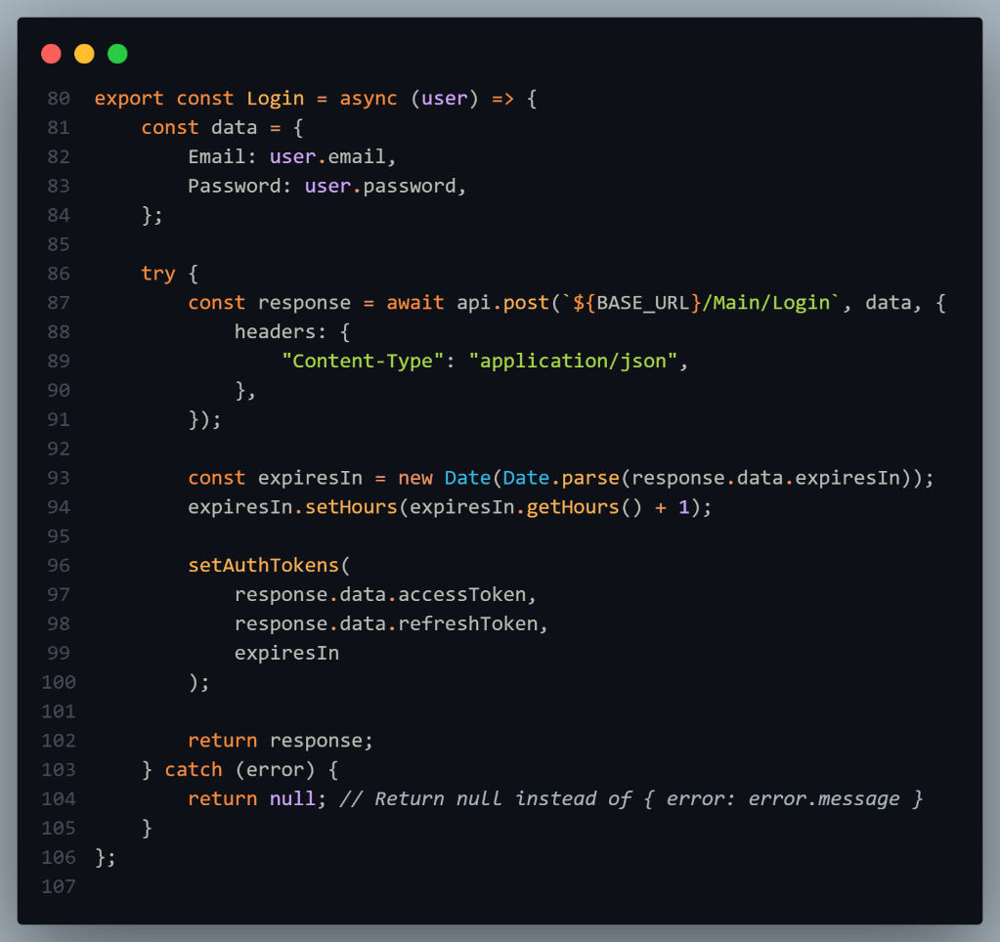 80 export const Login = async (user) => {
81     const data = {
82         Email: user.email,
83         Password: user.password,
84     };
85
86     try {
87         const response = await api.post(`${BASE_URL}/Main/Login`, data, {
88             headers: {
89                 "Content-Type": "application/json",
90             },
91         });
92
93         const expiresIn = new Date(Date.parse(response.data.expiresIn));
94         expiresIn.setHours(expiresIn.getHours() + 1);
95
96         setAuthTokens(
97             response.data.accessToken,
98             response.data.refreshToken,
99             expiresIn
100         );
101
102         return response;
103     } catch (error) {
104         return null; // Return null instead of { error: error.message }
105     }
106 };
107